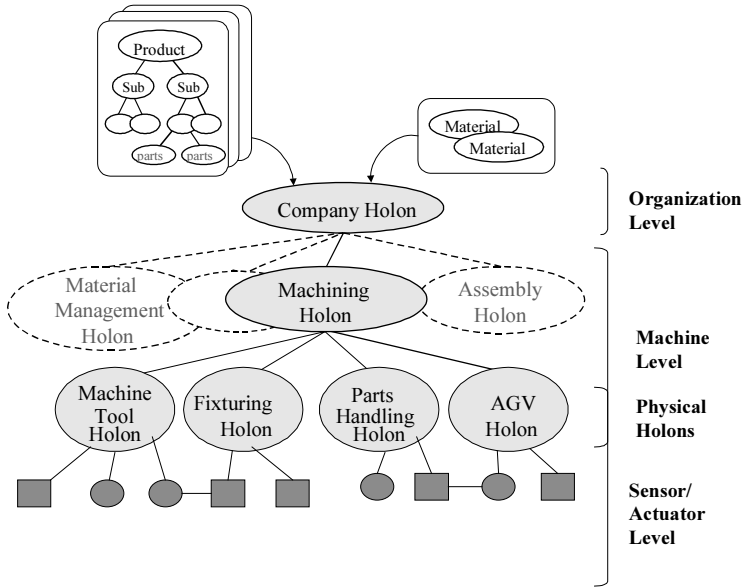 Product
Sub
Sub
parts
parts
Material
Material
Company Holon
Organization
Level
Material
Management
Holon
Machining
Holon
Assembly
Holon
Machine
Level
Machine
Tool
Holon
Fixturing
Holon
Parts
Handling
Holon
AGV
Holon
Physical
Holons
Sensor/
Actuator
Level